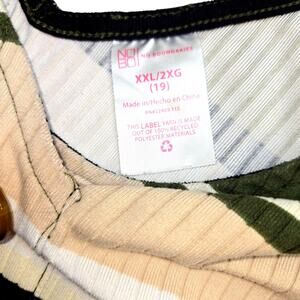 NO
BO
NO BOUNDARIES
XXL/2XG
(19)
Made in/Hecho en China
THIS LABEL YARN IS MADE
OUT OF 100% RECYCLED
POLYESTER MATERIALS